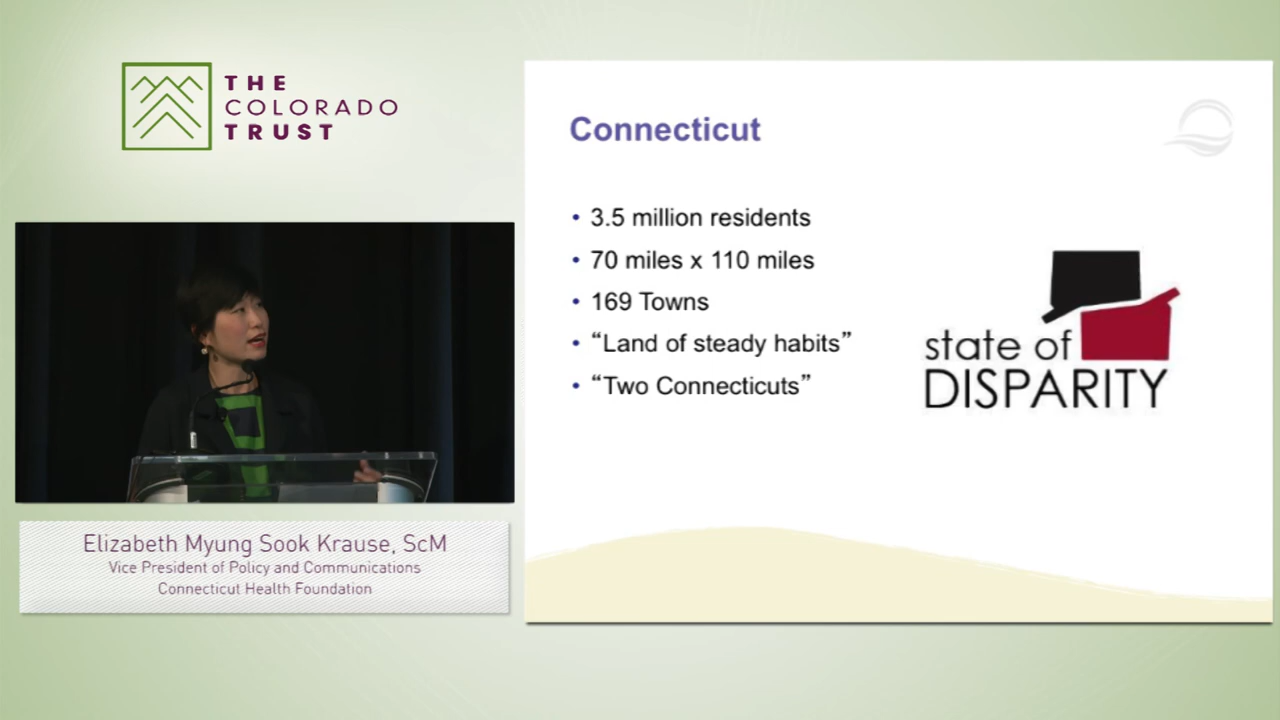 THE
COLORADO
TRUST
Elizabeth Myung Sook Krause, ScM
Vice President of Policy and Communications
Connecticut Health Foundation
Connecticut
• 3.5 million residents
• 70 miles x 110 miles
• 169 Towns
• “Land of steady habits”
• “Two Connecticuts”
state of
DISPARITY